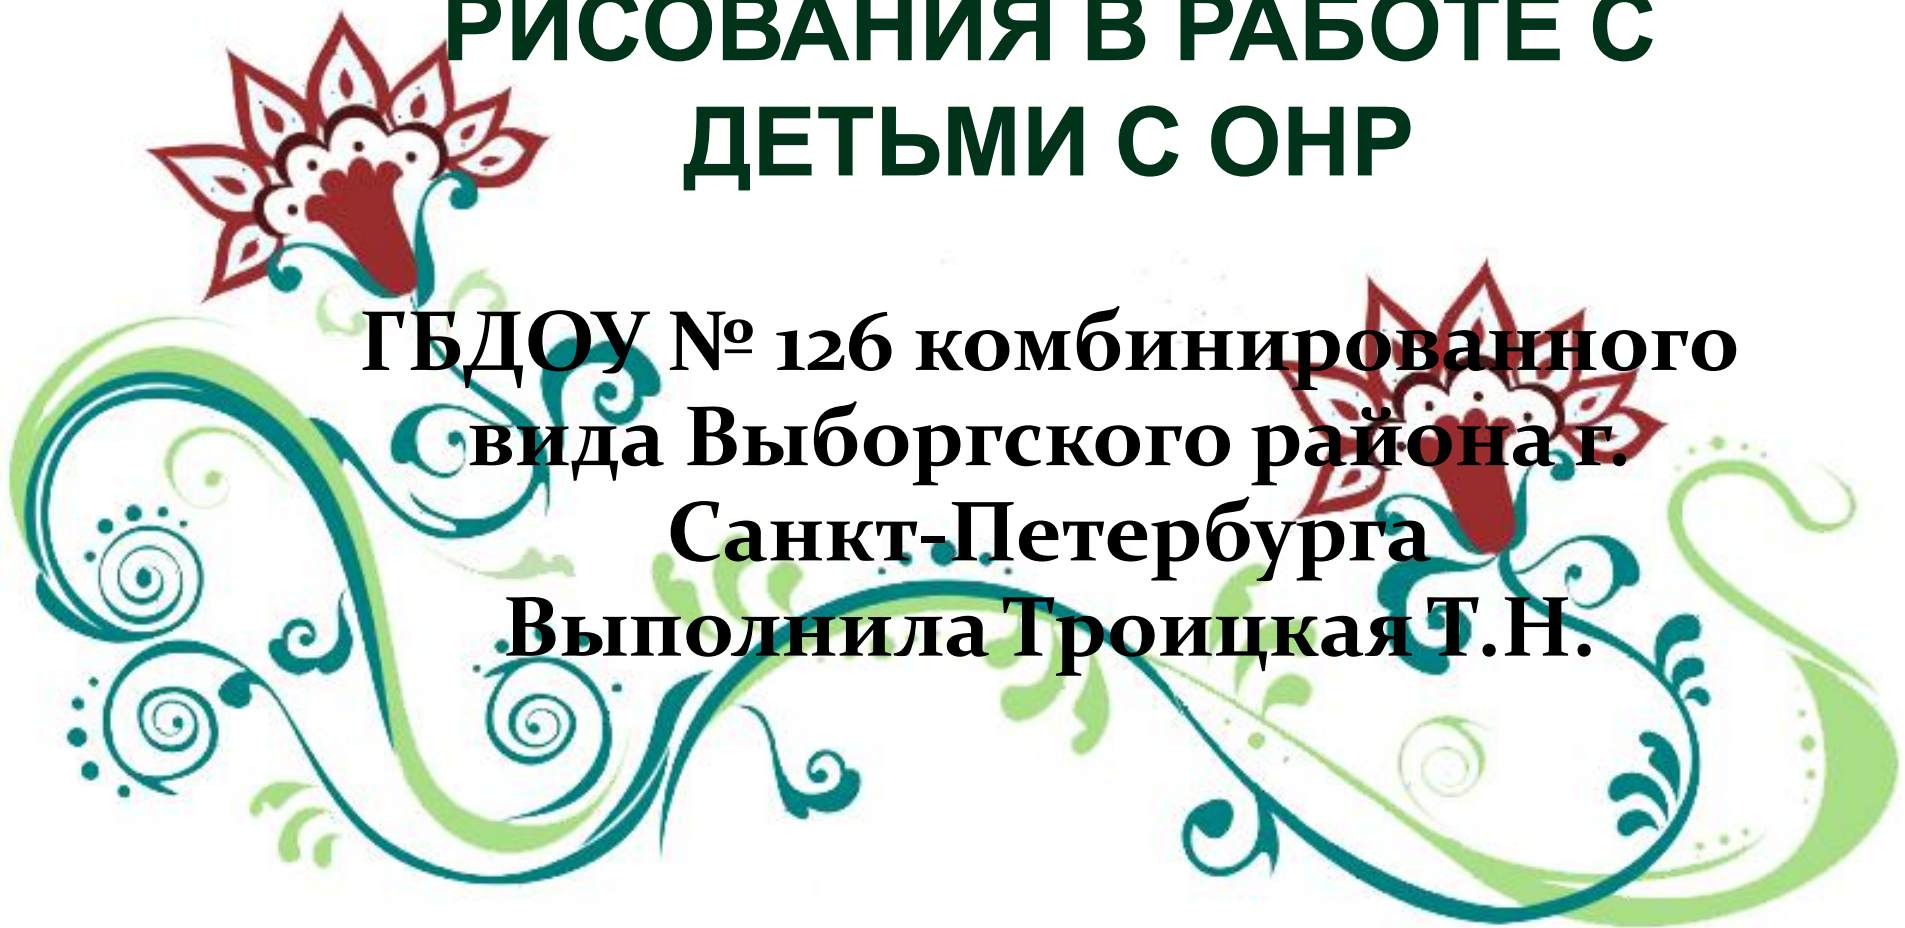 РИСОВАНИЯ В РАБОТЕ С
ДЕТЬМИ С ОНР
ГБДОУ № 126 комбинированного
вида Выборгского района г.
Санкт-Петербурга
Выполнила Троицкая Т.Н.